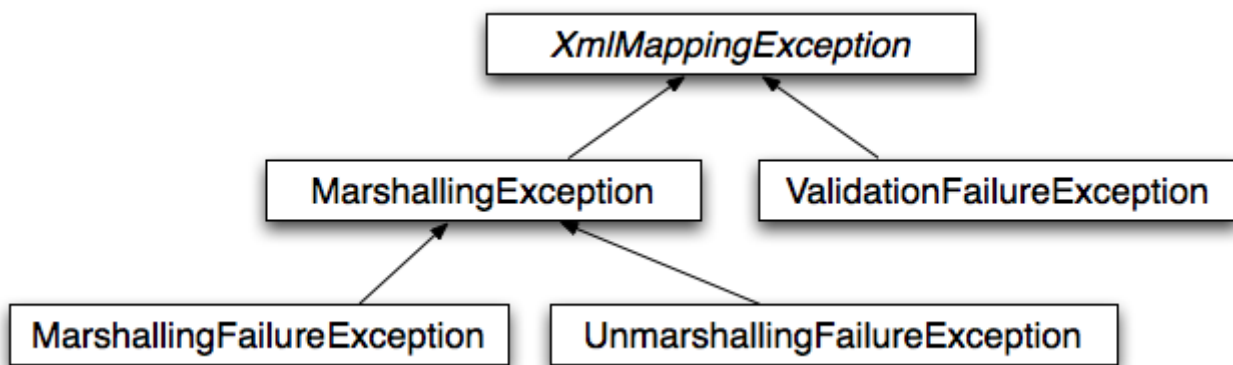 XmlMappingException
MarshallingException
ValidationFailureException
MarshallingFailureException
UnmarshallingFailureException